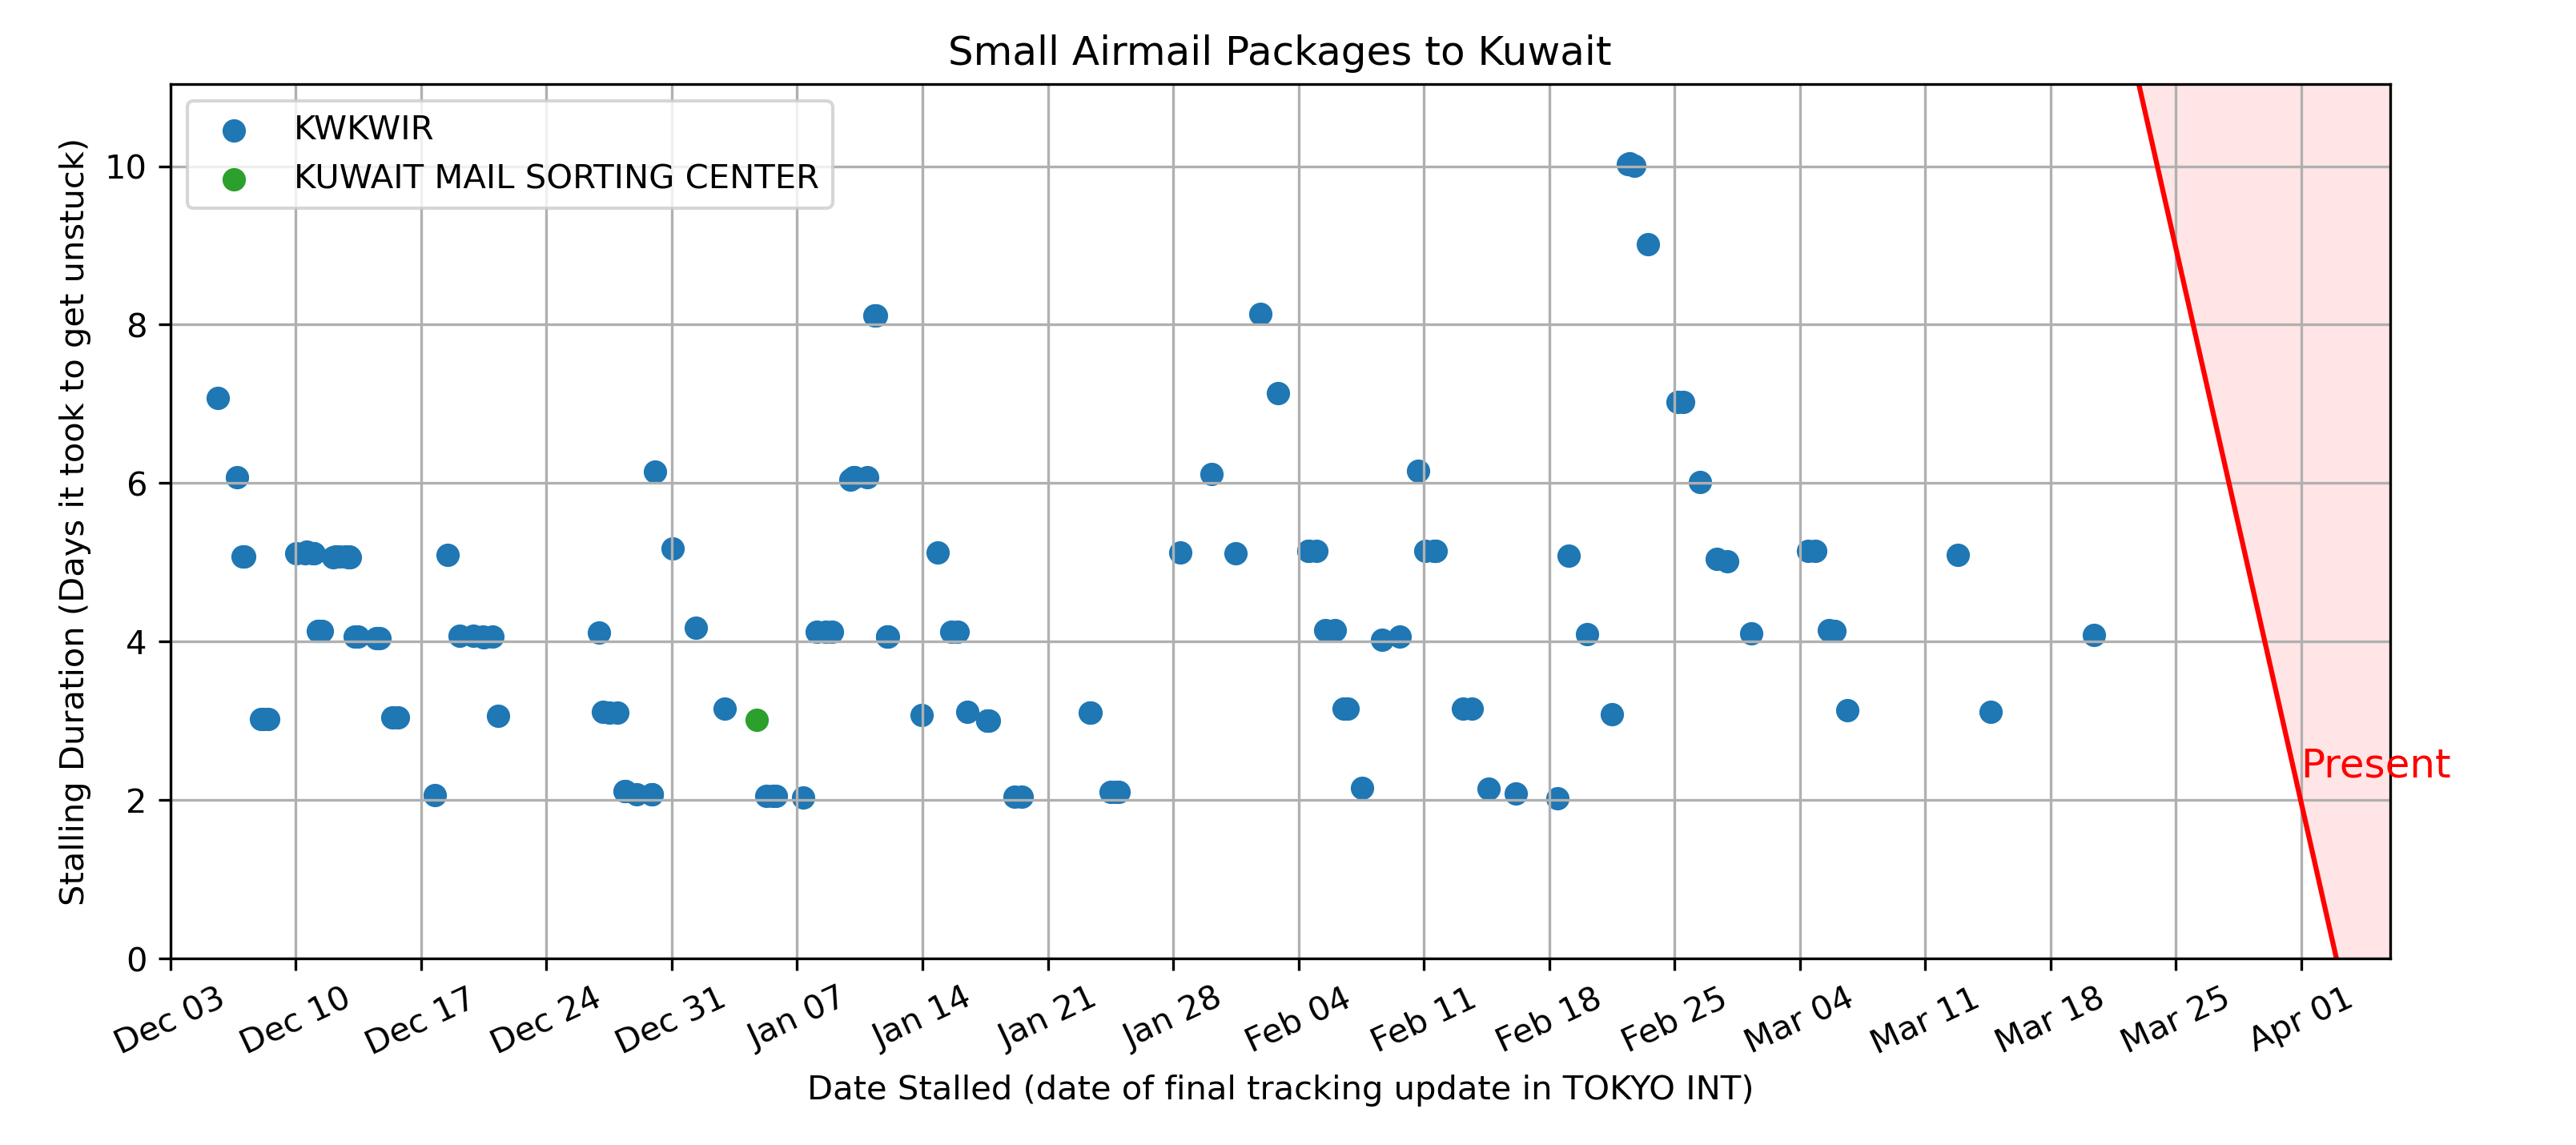 Small Airmail Packages to Kuwait
KWKWIR
KUWAIT MAIL SORTING CENTER
Stalling Duration (Days it took to get unstuck)
10
8
6
4
2
0
Present
Dec 03
Dec 10
Dec 17
Dec 24
Dec 31
Jan 07
Jan 14
Jan 21
Jan 28
Feb 04
Feb 11
Feb 18
Feb 25
Mar 04
Mar 11
Mar 18
Mar 25
Apr 01
Date Stalled (date of final tracking update in TOKYO INT)